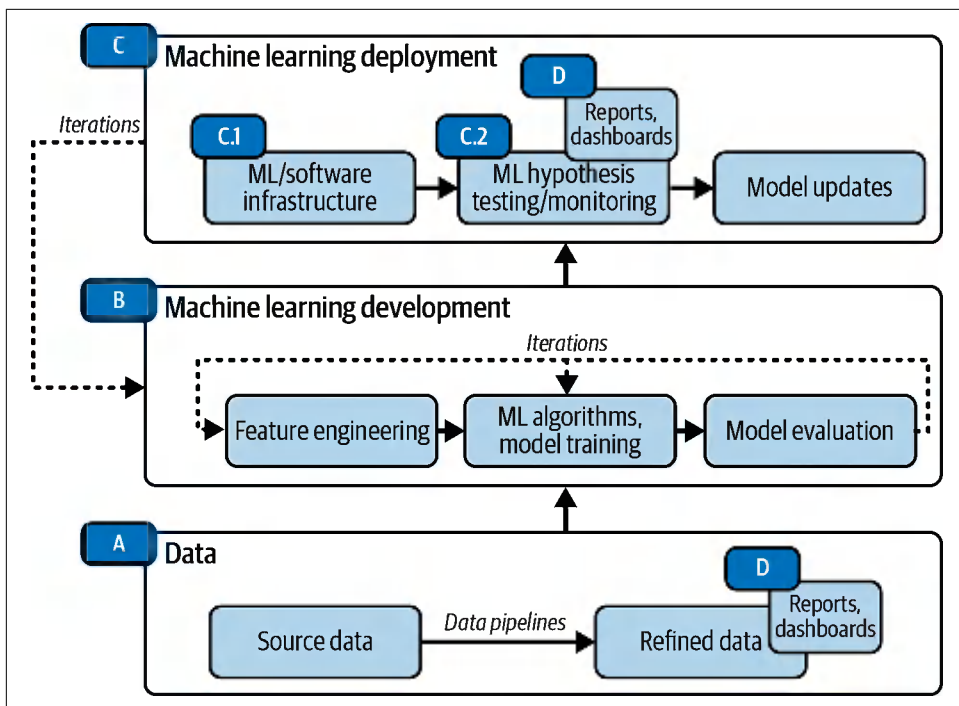 C
Machine learning deployment
D
Reports,
dashboards
Iterations
C.1
ML/software
infrastructure
C.2
ML hypothesis
testing/monitoring
Model updates
B
Machine learning development
Iterations
Feature engineering
ML algorithms,
model training
Model evaluation
A
Data
D
Reports,
dashboards
Source data
Data pipelines
Refined data